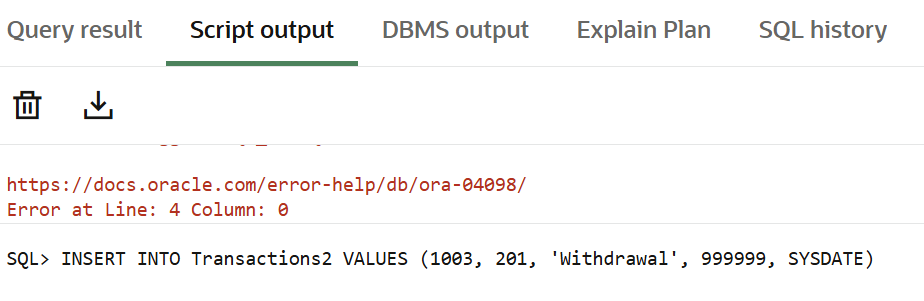 Query result Script output DBMS output Explain Plan SQL history
https://docs.oracle.com/error-help/db/ora-04098/
Error at Line: 4 Column: 0
SQL> INSERT INTO Transactions2 VALUES (1003, 201, 'Withdrawal', 999999, SYSDATE)